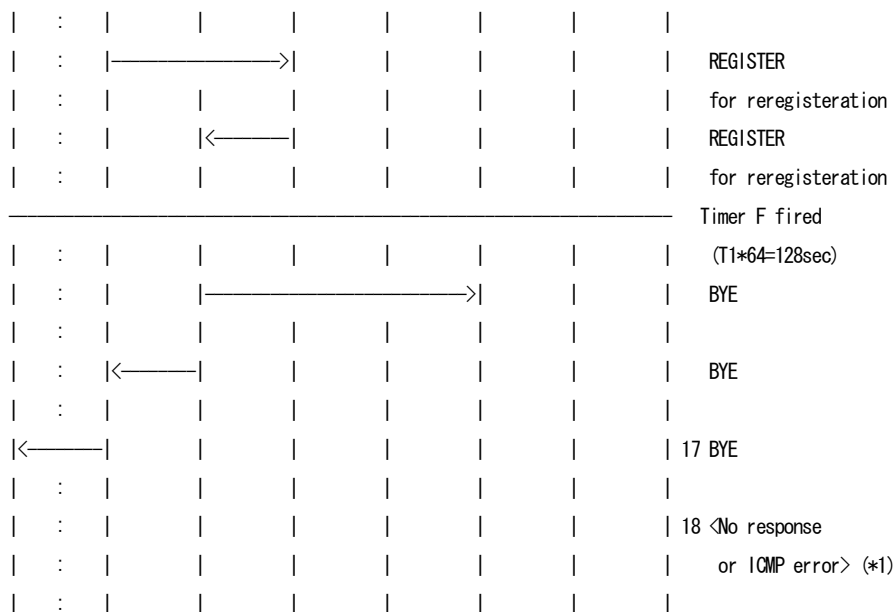 | : | | | | | | |
| : |------------------>| | | | | REGISTER
| : | | | | | | | for reregisteration
| : | |<--------| | | | | REGISTER
| : | | | | | | | for reregisteration
----------------------------------------------------------------------- Timer F fired
| : | | | | | | | (T1*64=128sec)
| : | |---------------------------->| | | BYE
| : | | | | | | |
| : |<--------| | | | | | BYE
| : | | | | | | |
|<---------| | | | | | | 17 BYE
| : | | | | | | |
| : | | | | | | | 18 <No response
| : | | | | | | | or ICMP error> (*1)
| : | | | | | | |